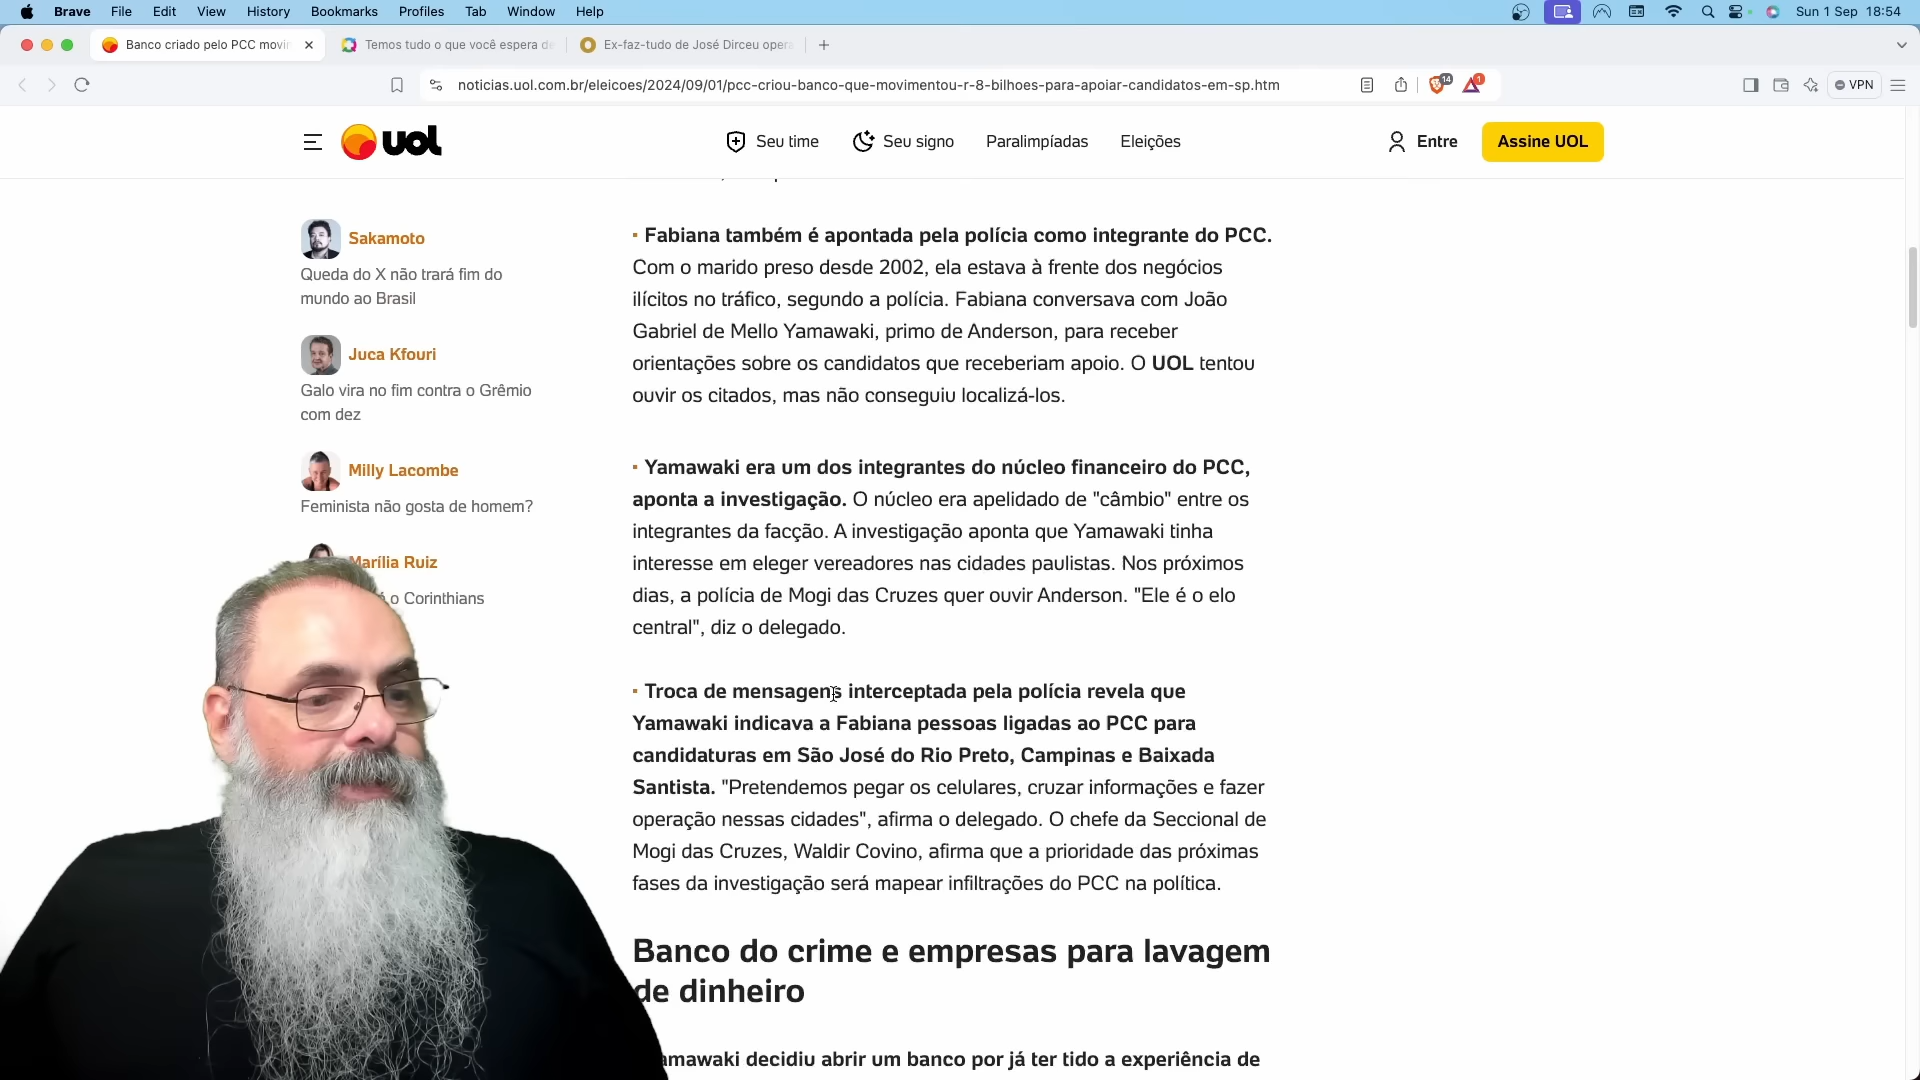 Brave File Edit View History Bookmarks Profiles Tab Window Help Sun 1 Sep 18:54
Banco criado pelo PCC movi Temos tudo o que você espera de Ex-faz-tudo de José Dirceu oper
noticias.uol.com.br/eleicoes/2024/09/01/pcc-criou-banco-que-movimentou-r-8-bilhoes-para-apoiar-candidatos-em-sp.htm 14 1 VPN
uol Seu time Seu signo Paralimpíadas Eleições Entre Assine UOL
Sakamoto
Queda do X não trará fim do
mundo ao Brasil
Juca Kfouri
Galo vira no fim contra o Grêmio
com dez
Milly Lacombe
Feminista não gosta de homem?
Marília Ruiz
o Corinthians
Fabiana também é apontada pela polícia como integrante do PCC.
Com o marido preso desde 2002, ela estava à frente dos negócios
ilícitos no tráfico, segundo a polícia. Fabiana conversava com João
Gabriel de Mello Yamawaki, primo de Anderson, para receber
orientações sobre os candidatos que receberiam apoio. O UOL tentou
ouvir os citados, mas não conseguiu localizá-los.
Yamawaki era um dos integrantes do núcleo financeiro do PCC,
aponta a investigação. O núcleo era apelidado de "câmbio" entre os
integrantes da facção. A investigação aponta que Yamawaki tinha
interesse em eleger vereadores nas cidades paulistas. Nos próximos
dias, a polícia de Mogi das Cruzes quer ouvir Anderson. "Ele é o elo
central", diz o delegado.
Troca de mensagens interceptada pela polícia revela que
Yamawaki indicava a Fabiana pessoas ligadas ao PCC para
candidaturas em São José do Rio Preto, Campinas e Baixada
Santista. "Pretendemos pegar os celulares, cruzar informações e fazer
operação nessas cidades", afirma o delegado. O chefe da Seccional de
Mogi das Cruzes, Waldir Covino, afirma que a prioridade das próximas
fases da investigação será mapear infiltrações do PCC na política.
Banco do crime e empresas para lavagem
de dinheiro
amawaki decidiu abrir um banco por já ter tido a experiência de